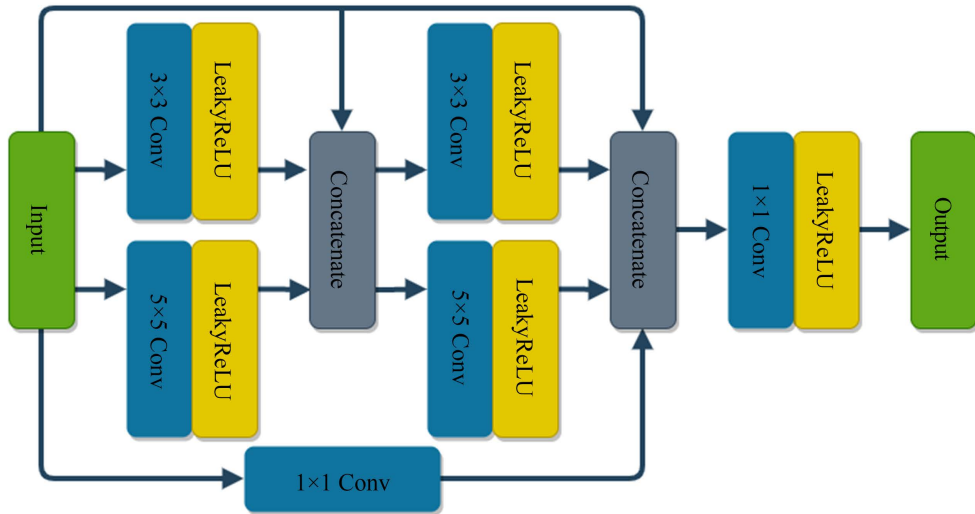 Input
3×3 Conv
LeakyReLU
5×5 Conv
LeakyReLU
Concatenate
3×3 Conv
LeakyReLU
5×5 Conv
LeakyReLU
1×1 Conv
Concatenate
1×1 Conv
LeakyReLU
Output